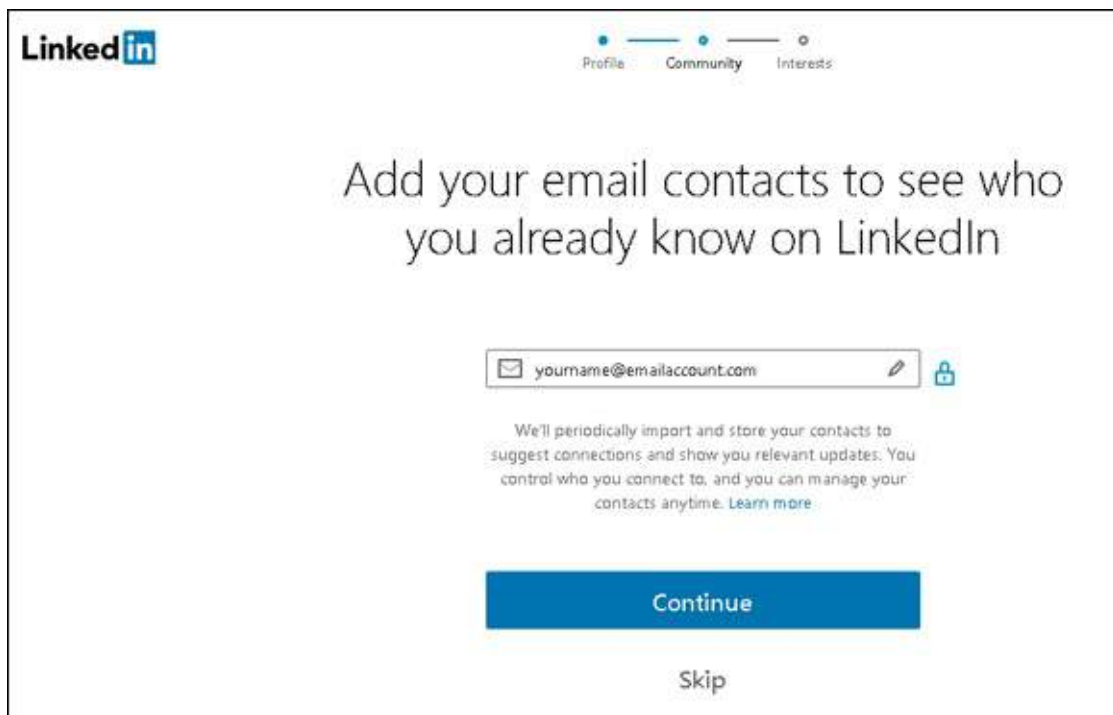 Linked in
Profile Community Interests
Add your email contacts to see who
you already know on LinkedIn
yourname@emailaccount.com
We'll periodically import and store your contacts to
suggest connections and show you relevant updates. You
control who you connect to, and you can manage your
contacts anytime. Learn more
Continue
Skip